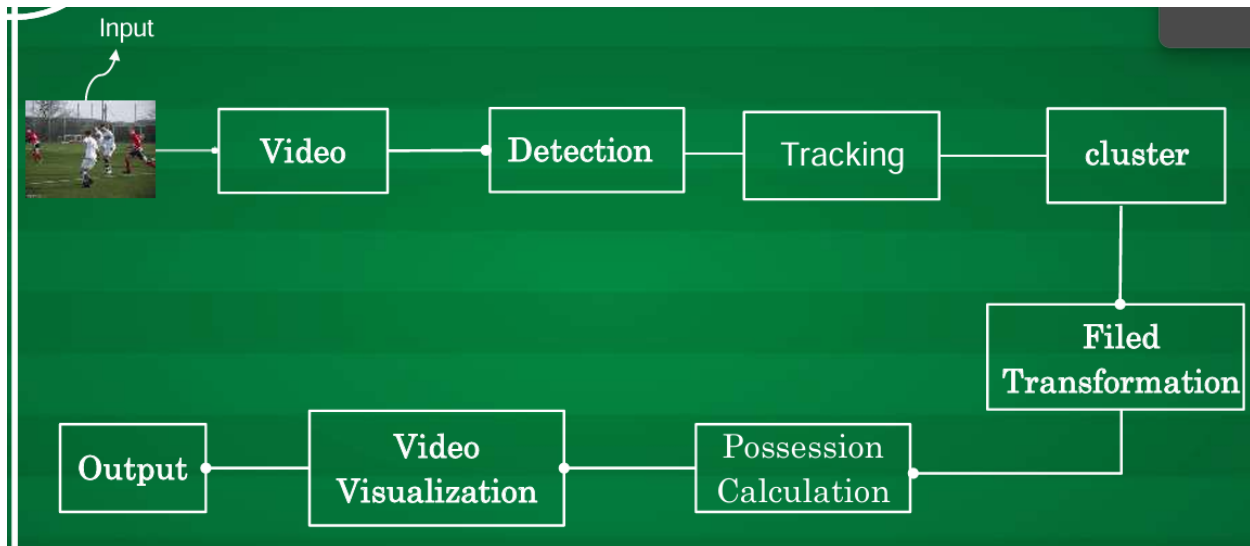 Input
Video
Detection
Tracking
cluster
Filed
Transformation
Possession
Calculation
Video
Visualization
Output